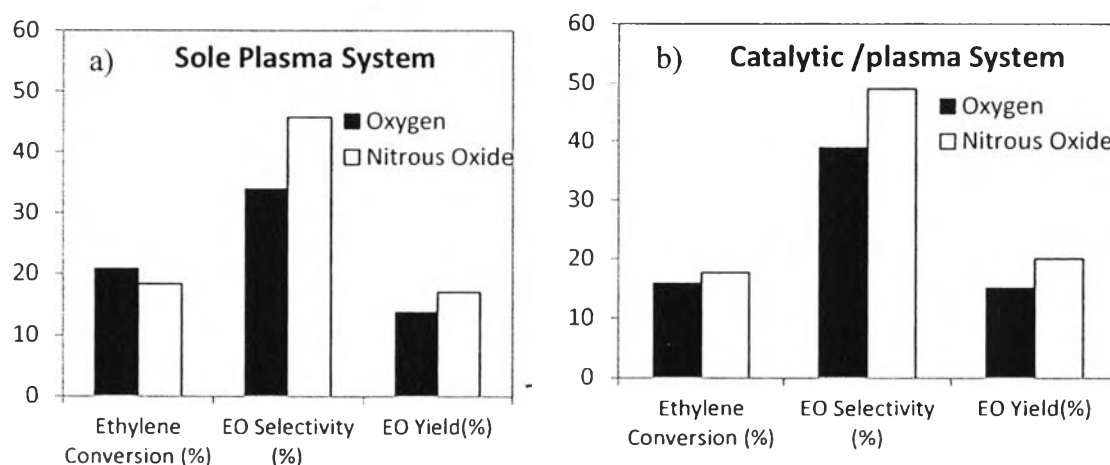 a) Sole Plasma System
Oxygen
Nitrous Oxide
60
50
40
30
20
10
0
Ethylene
Conversion (%)
EO Selectivity
(%)
EO Yield(%)
b) Catalytic /plasma System
Oxygen
Nitrous Oxide
60
50
40
30
20
10
0
Ethylene
Conversion (%)
EO Selectivity
(%)
EO Yield(%)